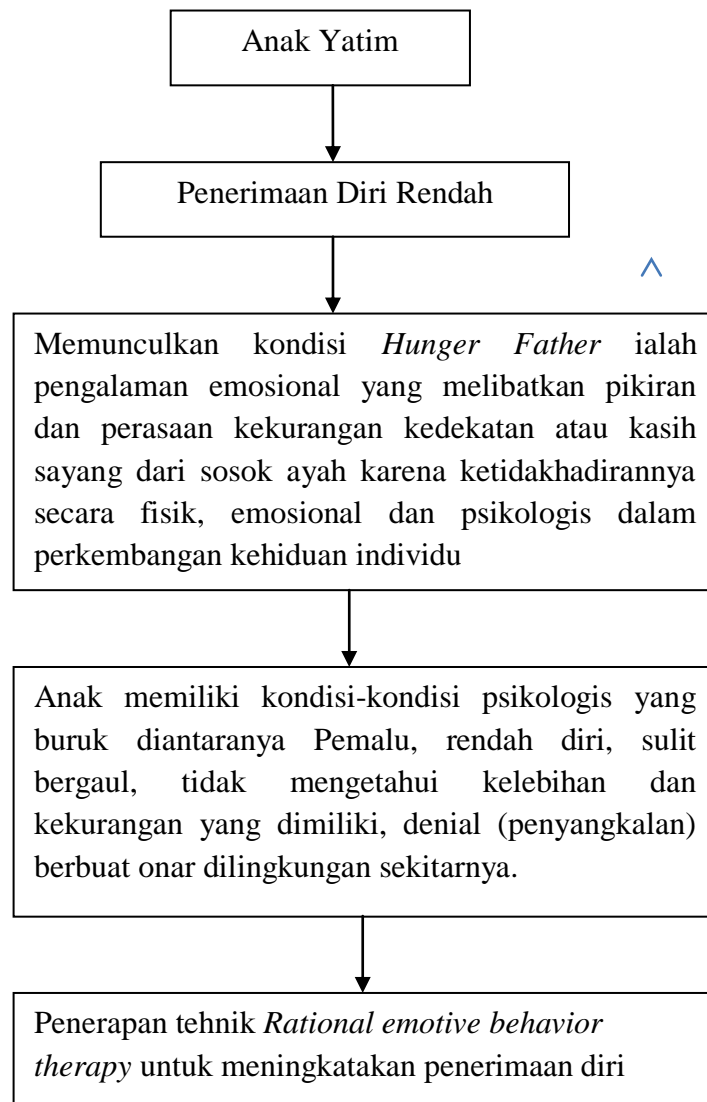 Anak Yatim
Penerimaan Diri Rendah
Memunculkan kondisi Hunger Father ialah
pengalaman emosional yang melibatkan pikiran
dan perasaan kekurangan kedekatan atau kasih
sayang dari sosok ayah karena ketidakhadirannya
secara fisik, emosional dan psikologis dalam
perkembangan kehiduan individu
Anak memiliki kondisi-kondisi psikologis yang
buruk diantaranya Pemalu, rendah diri, sulit
bergaul, tidak mengetahui kelebihan dan
kekurangan yang dimiliki, denial (penyangkalan)
berbuat onar dilingkungan sekitarnya.
Penerapan tehnik Rational emotive behavior
therapy untuk meningkatakan penerimaan diri